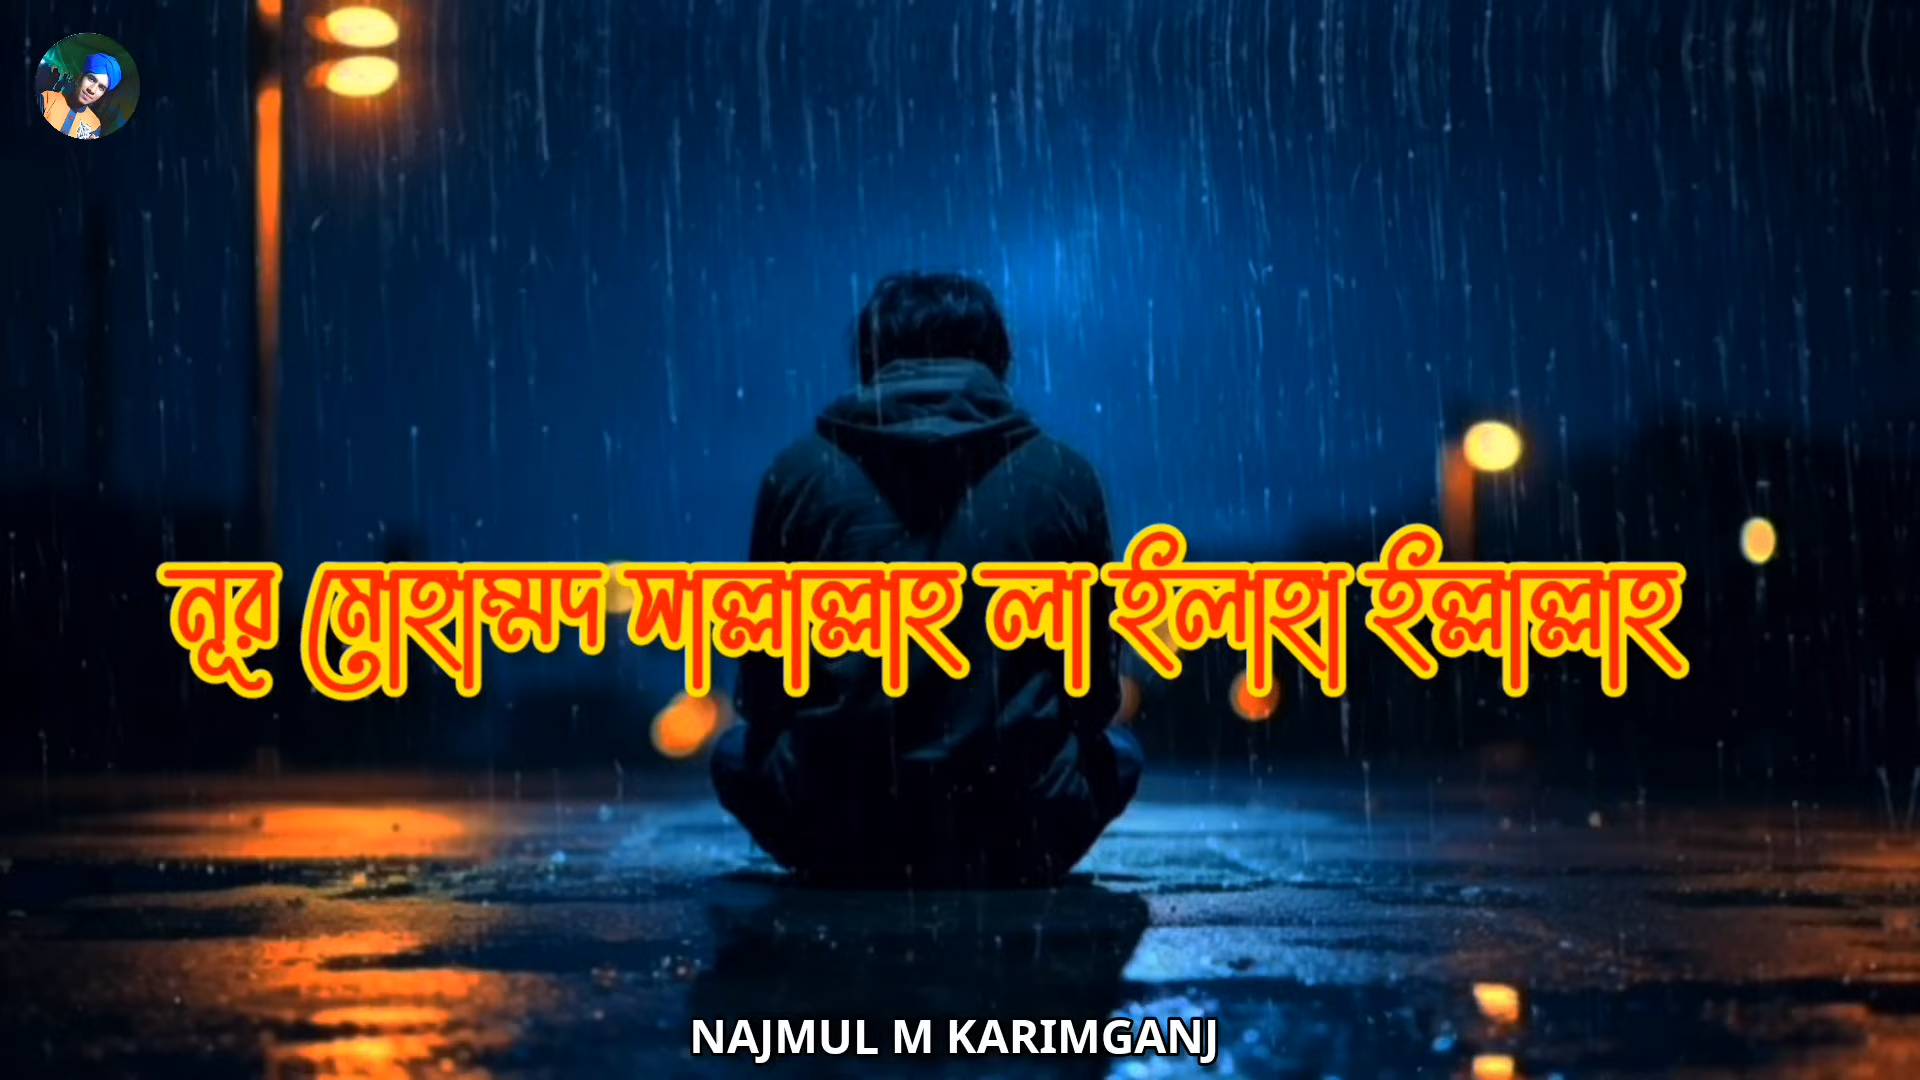 নূর মোহাম্মদ সাল্লাল্লাহ লা ইলাহা ইল্লাল্লাহ
NAJMUL M KARIMGANJ